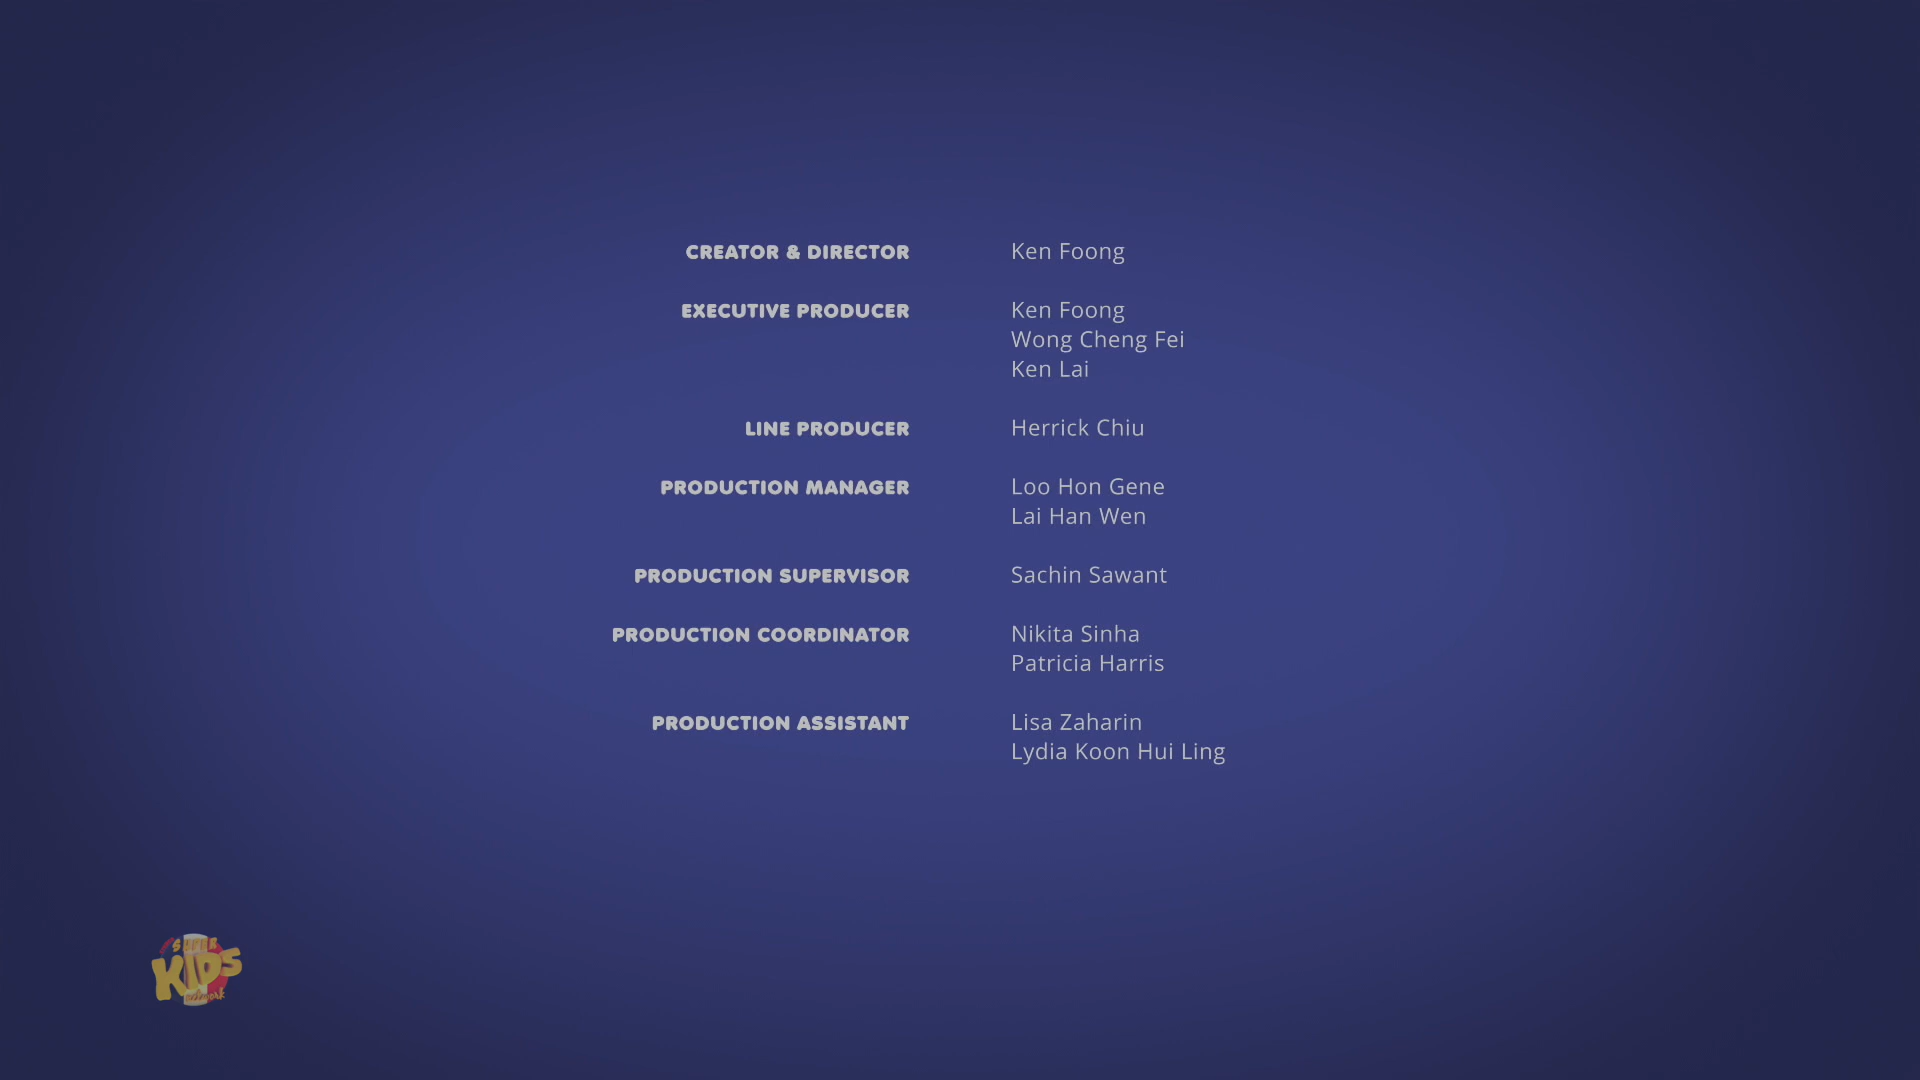 CREATOR & DIRECTOR Ken Foong
EXECUTIVE PRODUCER Ken Foong
Wong Cheng Fei
Ken Lai
LINE PRODUCER Herrick Chiu
PRODUCTION MANAGER Loo Hon Gene
Lai Han Wen
PRODUCTION SUPERVISOR Sachin Sawant
PRODUCTION COORDINATOR Nikita Sinha
Patricia Harris
PRODUCTION ASSISTANT Lisa Zaharin
Lydia Koon Hui Ling
SUPER
KIDS
network